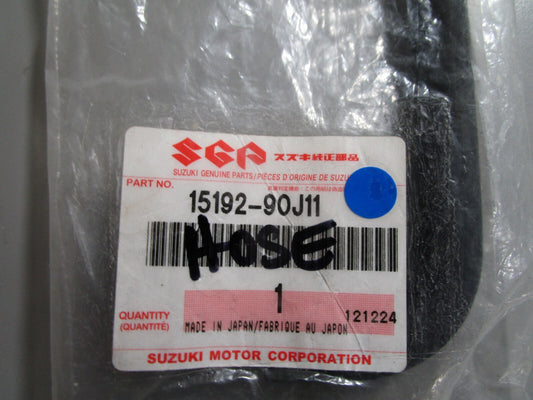 SGP スズキ純正部品
SUZUKI GENUINE PARTS/PIÈCES D'ORIGINE DE SUZU
PART NO.
15192-90J11
HOSE
1
121224
QUANTITY
(QUANTITÉ)
MADE IN JAPAN/FABRIQUE AU JAPON
SUZUKI MOTOR CORPORATION